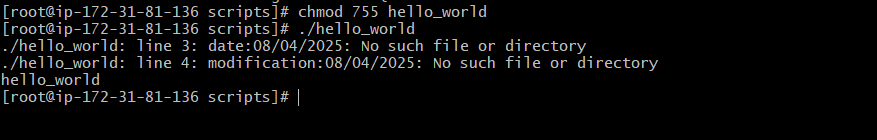 [root@ip-172-31-81-136 scripts]# chmod 755 hello_world
[root@ip-172-31-81-136 scripts]# ./hello_world
./hello_world: line 3: date:08/04/2025: No such file or directory
./hello_world: line 4: modification:08/04/2025: No such file or directory
hello_world
[root@ip-172-31-81-136 scripts]#